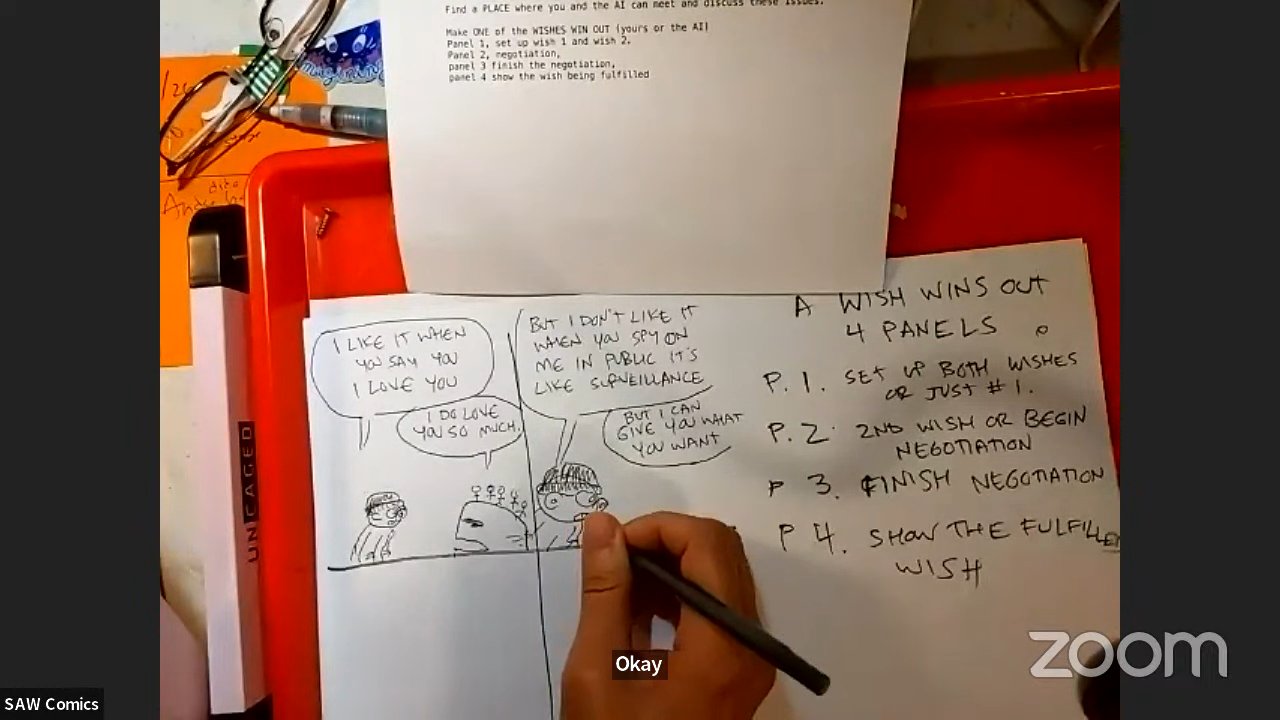 Find a PLACE where you and the AI can meet and discuss these issues.
Make ONE of the WISHES WIN OUT (yours or the AI)
Panel 1, set up wish 1 and wish 2.
Panel 2, negotiation,
panel 3 finish the negotiation,
panel 4 show the wish being fulfilled
I LIKE IT WHEN
YOU SAY YOU
I LOVE YOU
I DO LOVE
YOU SO MUCH.
BUT I DON'T LIKE IT
WHEN YOU SPY ON
ME IN PUBLIC IT'S
LIKE SURVEILLANCE
BUT I CAN
GIVE YOU WHAT
YOU WANT
A WISH WINS OUT
4 PANELS
P. 1. SET UP BOTH WISHES
OR JUST #1.
P. 2. 2ND WISH OR BEGIN
NEGOTIATION
P 3. FINISH NEGOTIATION
P 4. SHOW THE FULFILLED
WISH
UNCAGED
Okay
zoom
SAW Comics